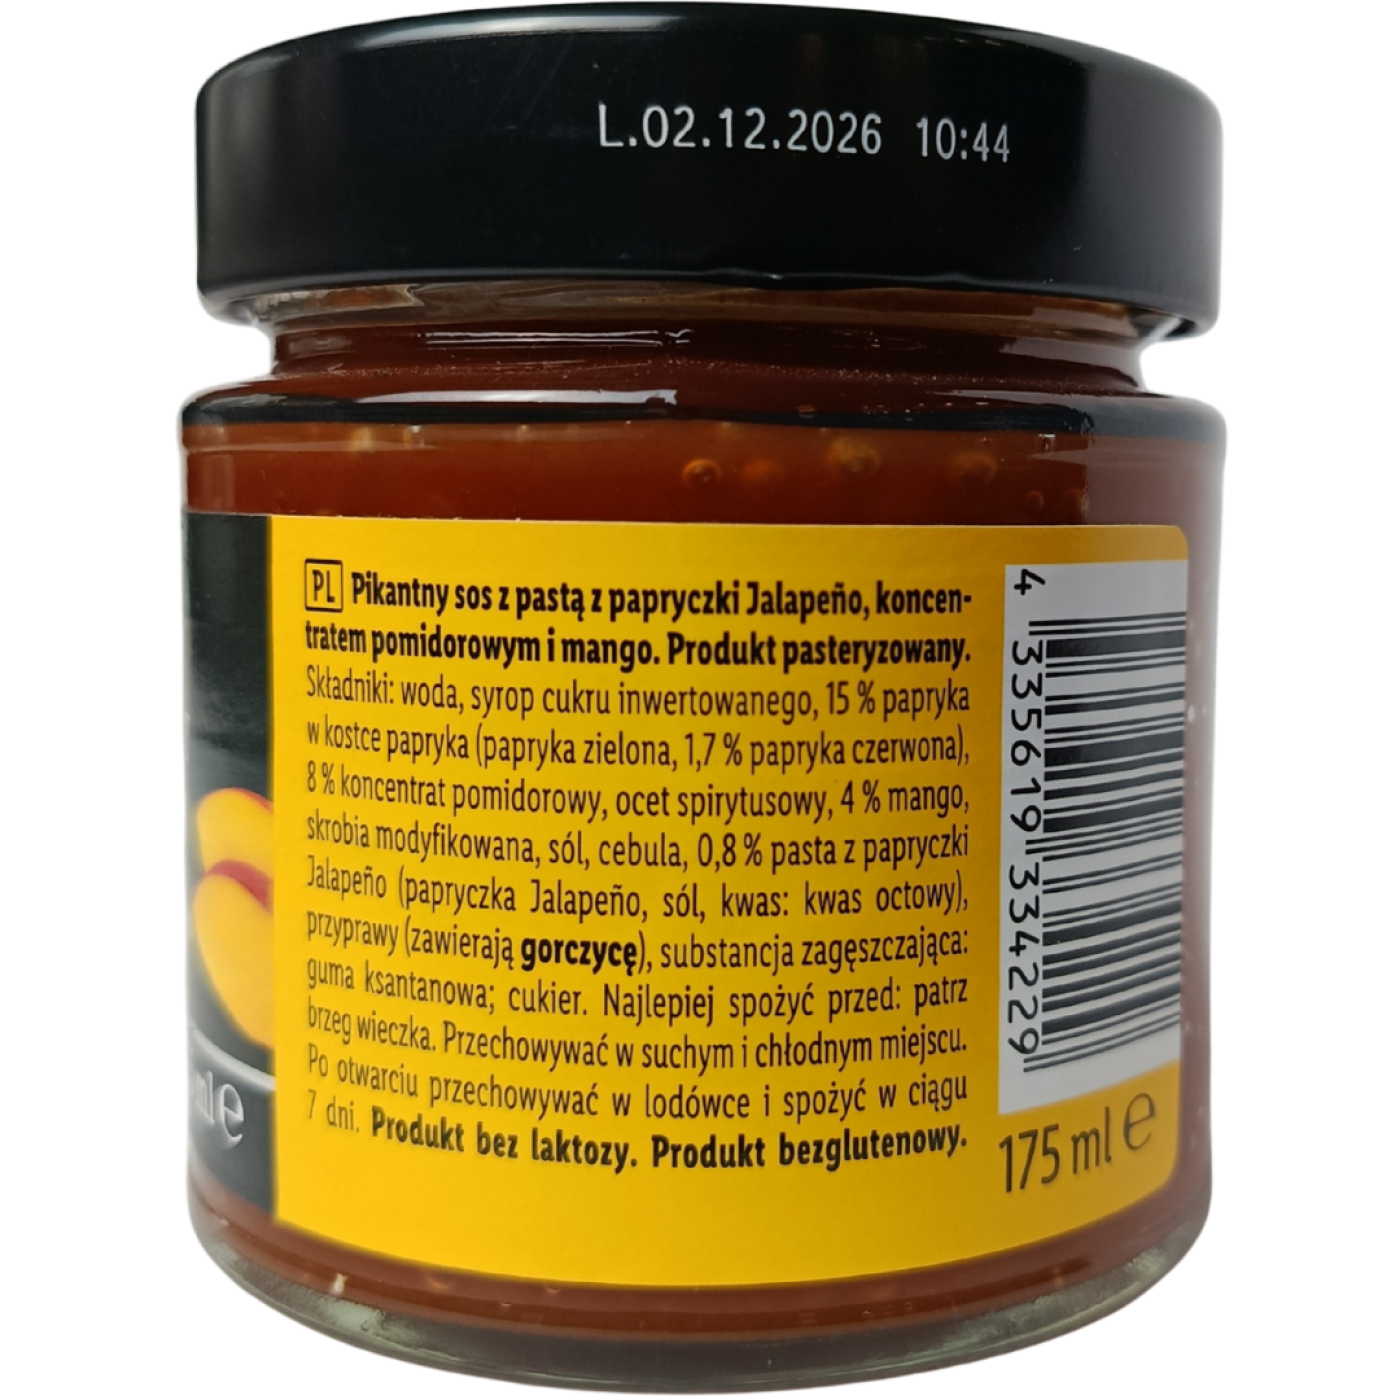 L.02.12.2026 10:44
PL Pikantny sos z pastą z papryczki Jalapeño, koncen-
tratem pomidorowym i mango. Produkt pasteryzowany.
Składniki: woda, syrop cukru inwertowanego, 15 % papryka
w kostce papryka (papryka zielona, 1,7 % papryka czerwona),
8 % koncentrat pomidorowy, ocet spirytusowy, 4 % mango,
skrobia modyfikowana, sól, cebula, 0,8 % pasta z papryczki
Jalapeño (papryczka Jalapeño, sól, kwas: kwas octowy),
przyprawy (zawierają gorczycę), substancja zagęszczająca:
guma ksantanowa; cukier. Najlepiej spożyć przed: patrz
brzeg wieczka. Przechowywać w suchym i chłodnym miejscu.
Po otwarciu przechowywać w lodówce i spożyć w ciągu
7 dni. Produkt bez laktozy. Produkt bezglutenowy.
4 335619 334229
175 ml e
ml e